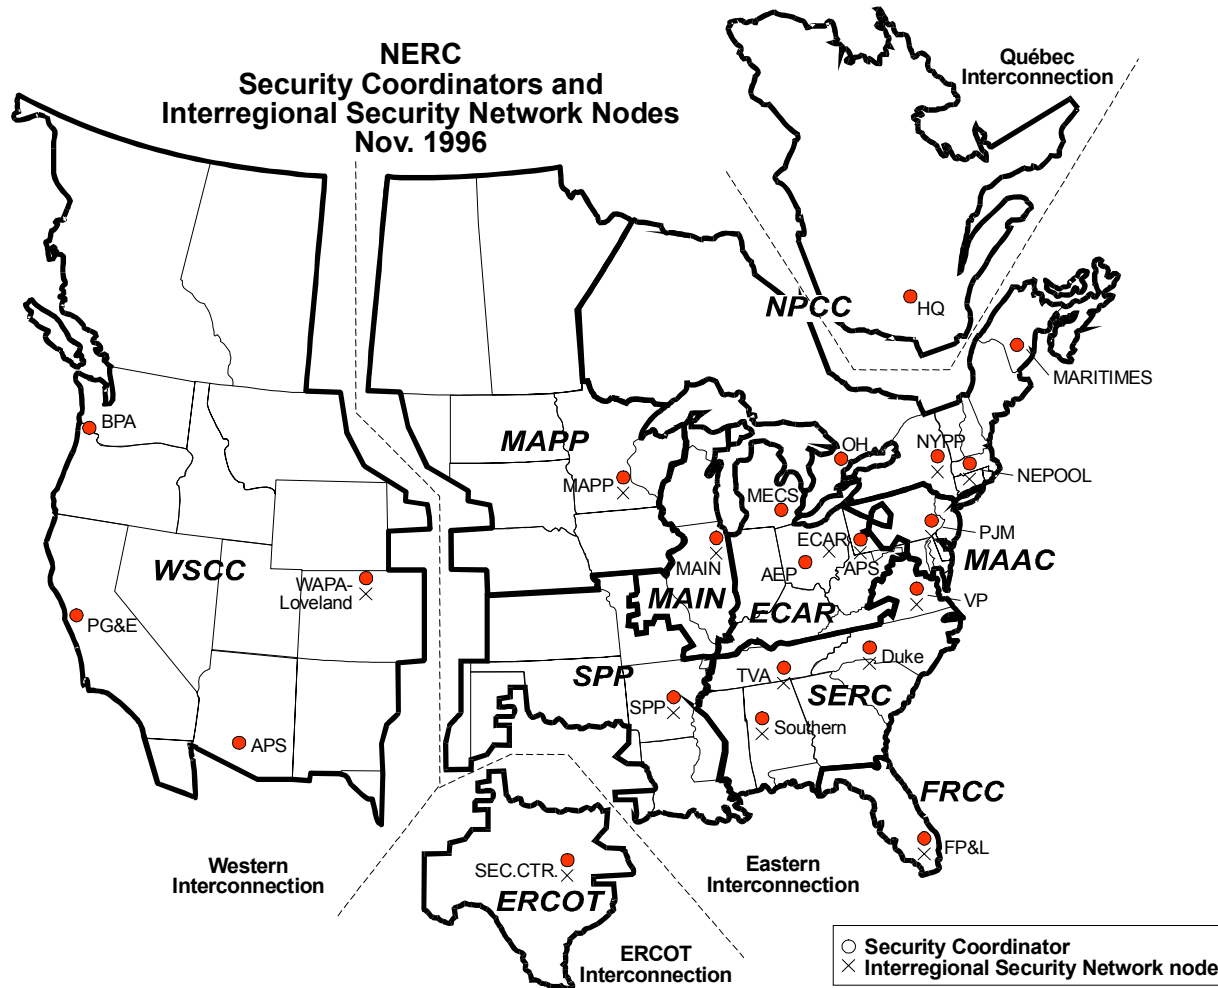 NERC
Security Coordinators and
Interregional Security Network Nodes
Nov. 1996
Québec
Interconnection
NPCC
HQ
MARITIMES
BPA
MAPP
OH
NYPP
MAPP
MECS
NEPOOL
WSCC
WAPA-
Loveland
MAIN
AEP
ECAR
APS
PJM
MAAC
PG&E
MAIN
ECAR
VP
SPP
TVA
Duke
SERC
SPP
Southern
APS
FRCC
FP&L
Western
Interconnection
SEC.CTR.
ERCOT
Eastern
Interconnection
ERCOT
Interconnection
Security Coordinator
Interregional Security Network node